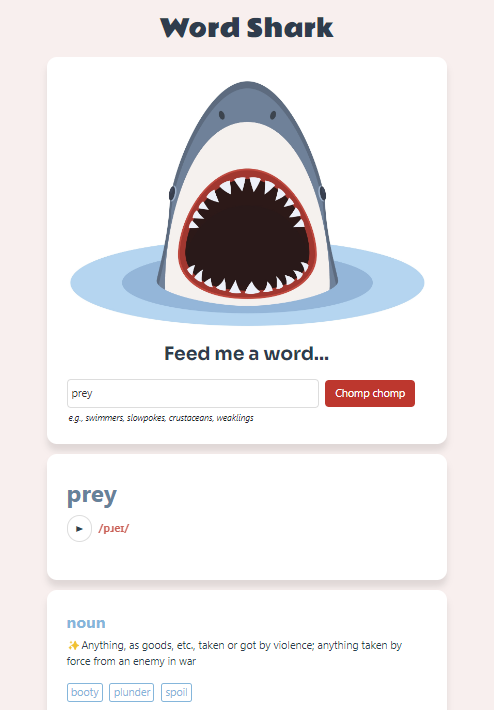 Word Shark
Feed me a word...
prey
Chomp chomp
e.g., swimmers, slowpokes, crustaceans, weaklings
prey
/pɹeɪ/
noun
✨Anything, as goods, etc., taken or got by violence; anything taken by
force from an enemy in war
booty plunder spoil